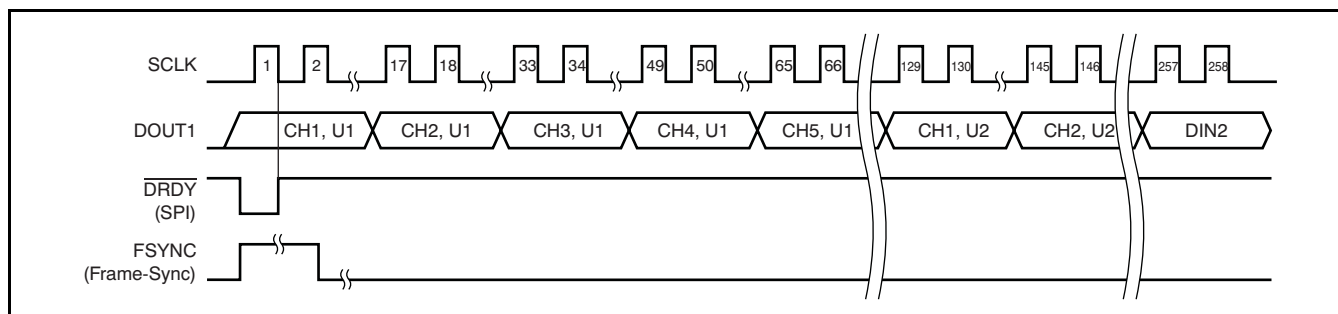 SCLK
1 2 17 18 33 34 49 50 65 66 129 130 145 146 257 258
DOUT1
CH1, U1 CH2, U1 CH3, U1 CH4, U1 CH5, U1 CH1, U2 CH2, U2 DIN2
DRDY
(SPI)
FSYNC
(Frame-Sync)